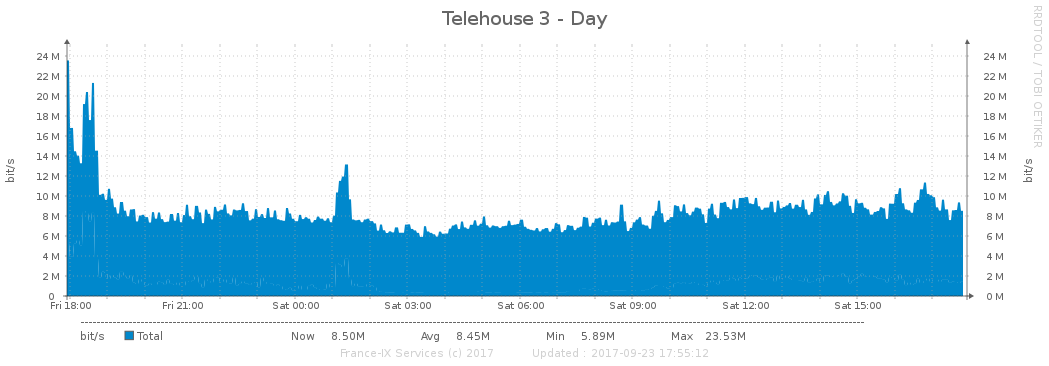 Telehouse 3 - Day
RRDTOOL / TOBI OETIKER
bit/s
24 M 24 M
22 M 22 M
20 M 20 M
18 M 18 M
16 M 16 M
14 M 14 M
12 M 12 M
10 M 10 M
8 M 8 M
6 M 6 M
4 M 4 M
2 M 2 M
0 0 M
bit/s
Fri 18:00 Fri 21:00 Sat 00:00 Sat 03:00 Sat 06:00 Sat 09:00 Sat 12:00 Sat 15:00
bit/s Total Now 8.50M Avg 8.45M Min 5.89M Max 23.53M
France-IX Services (c) 2017 Updated : 2017-09-23 17:55:12